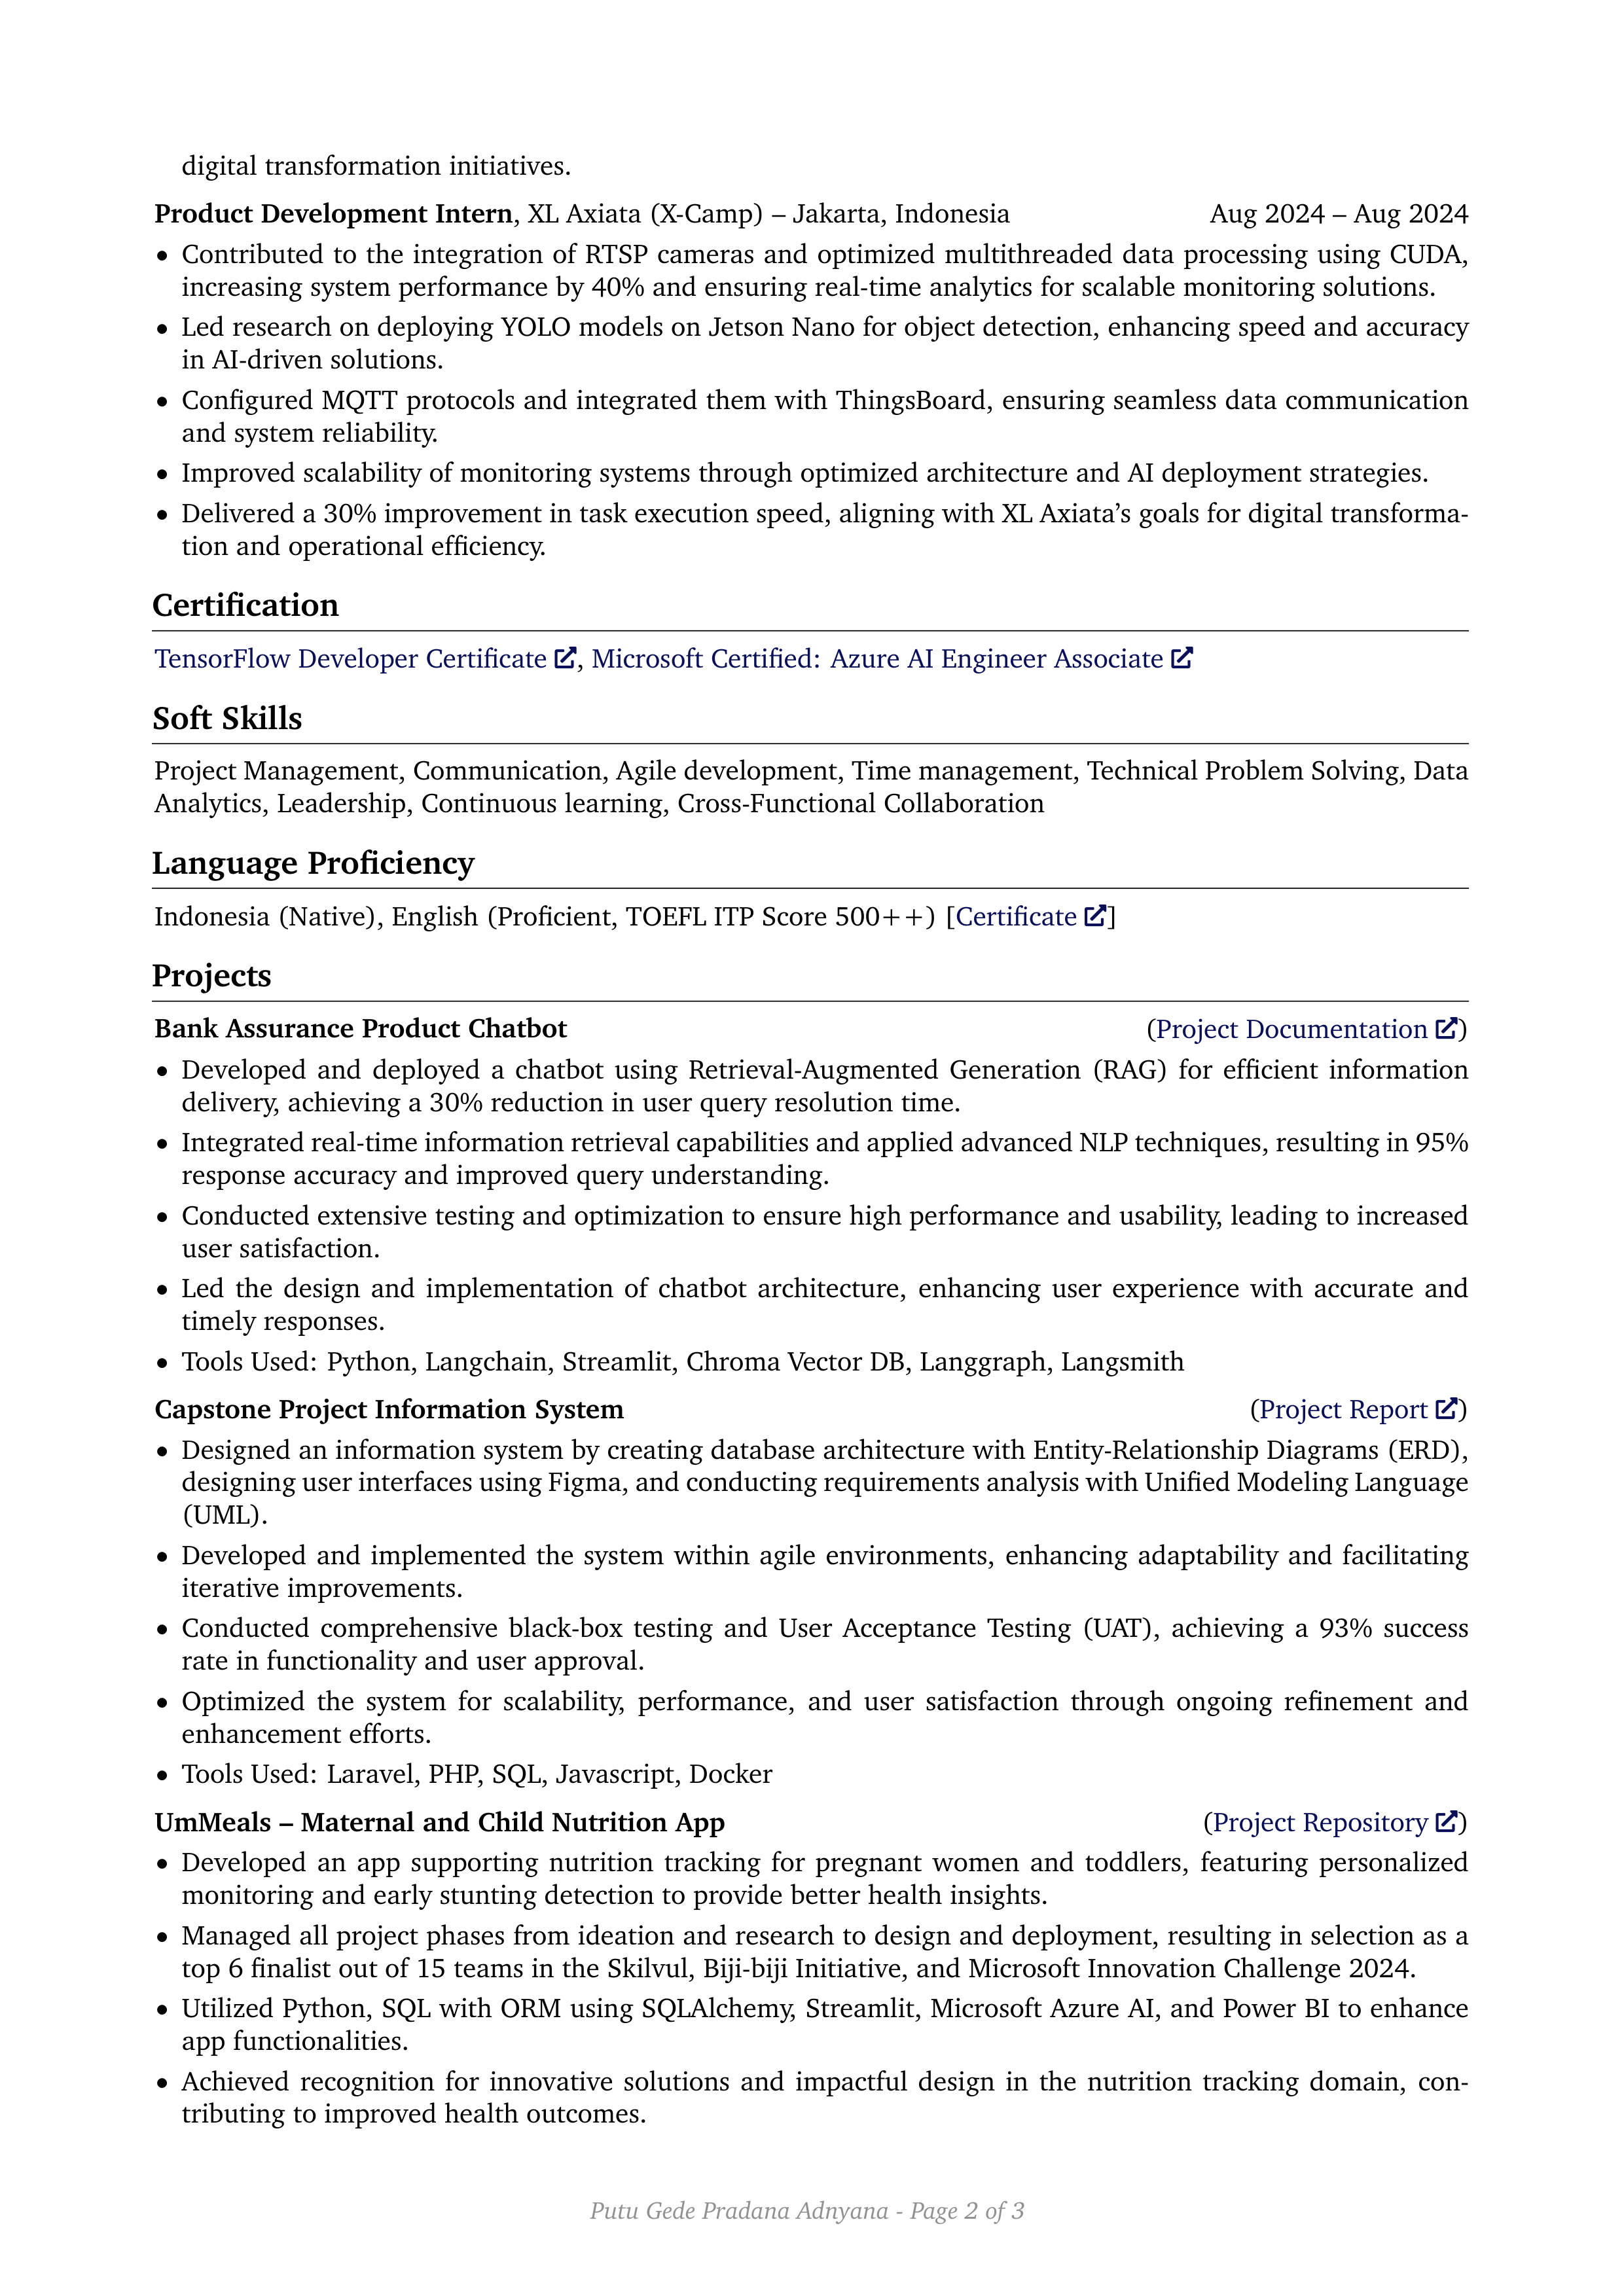 digital transformation initiatives.
Product Development Intern, XL Axiata (X-Camp) – Jakarta, Indonesia Aug 2024 – Aug 2024
• Contributed to the integration of RTSP cameras and optimized multithreaded data processing using CUDA,
increasing system performance by 40% and ensuring real-time analytics for scalable monitoring solutions.
• Led research on deploying YOLO models on Jetson Nano for object detection, enhancing speed and accuracy
in AI-driven solutions.
• Configured MQTT protocols and integrated them with ThingsBoard, ensuring seamless data communication
and system reliability.
• Improved scalability of monitoring systems through optimized architecture and AI deployment strategies.
• Delivered a 30% improvement in task execution speed, aligning with XL Axiata’s goals for digital transforma-
tion and operational efficiency.
Certification
TensorFlow Developer Certificate, Microsoft Certified: Azure AI Engineer Associate
Soft Skills
Project Management, Communication, Agile development, Time management, Technical Problem Solving, Data
Analytics, Leadership, Continuous learning, Cross-Functional Collaboration
Language Proficiency
Indonesia (Native), English (Proficient, TOEFL ITP Score 500++) [Certificate]
Projects
Bank Assurance Product Chatbot (Project Documentation)
• Developed and deployed a chatbot using Retrieval-Augmented Generation (RAG) for efficient information
delivery, achieving a 30% reduction in user query resolution time.
• Integrated real-time information retrieval capabilities and applied advanced NLP techniques, resulting in 95%
response accuracy and improved query understanding.
• Conducted extensive testing and optimization to ensure high performance and usability, leading to increased
user satisfaction.
• Led the design and implementation of chatbot architecture, enhancing user experience with accurate and
timely responses.
• Tools Used: Python, Langchain, Streamlit, Chroma Vector DB, Langgraph, Langsmith
Capstone Project Information System (Project Report)
• Designed an information system by creating database architecture with Entity-Relationship Diagrams (ERD),
designing user interfaces using Figma, and conducting requirements analysis with Unified Modeling Language
(UML).
• Developed and implemented the system within agile environments, enhancing adaptability and facilitating
iterative improvements.
• Conducted comprehensive black-box testing and User Acceptance Testing (UAT), achieving a 93% success
rate in functionality and user approval.
• Optimized the system for scalability, performance, and user satisfaction through ongoing refinement and
enhancement efforts.
• Tools Used: Laravel, PHP, SQL, Javascript, Docker
UmMeals – Maternal and Child Nutrition App (Project Repository)
• Developed an app supporting nutrition tracking for pregnant women and toddlers, featuring personalized
monitoring and early stunting detection to provide better health insights.
• Managed all project phases from ideation and research to design and deployment, resulting in selection as a
top 6 finalist out of 15 teams in the Skilvul, Biji-biji Initiative, and Microsoft Innovation Challenge 2024.
• Utilized Python, SQL with ORM using SQLAlchemy, Streamlit, Microsoft Azure AI, and Power BI to enhance
app functionalities.
• Achieved recognition for innovative solutions and impactful design in the nutrition tracking domain, con-
tributing to improved health outcomes.
Putu Gede Pradana Adnyana - Page 2 of 3